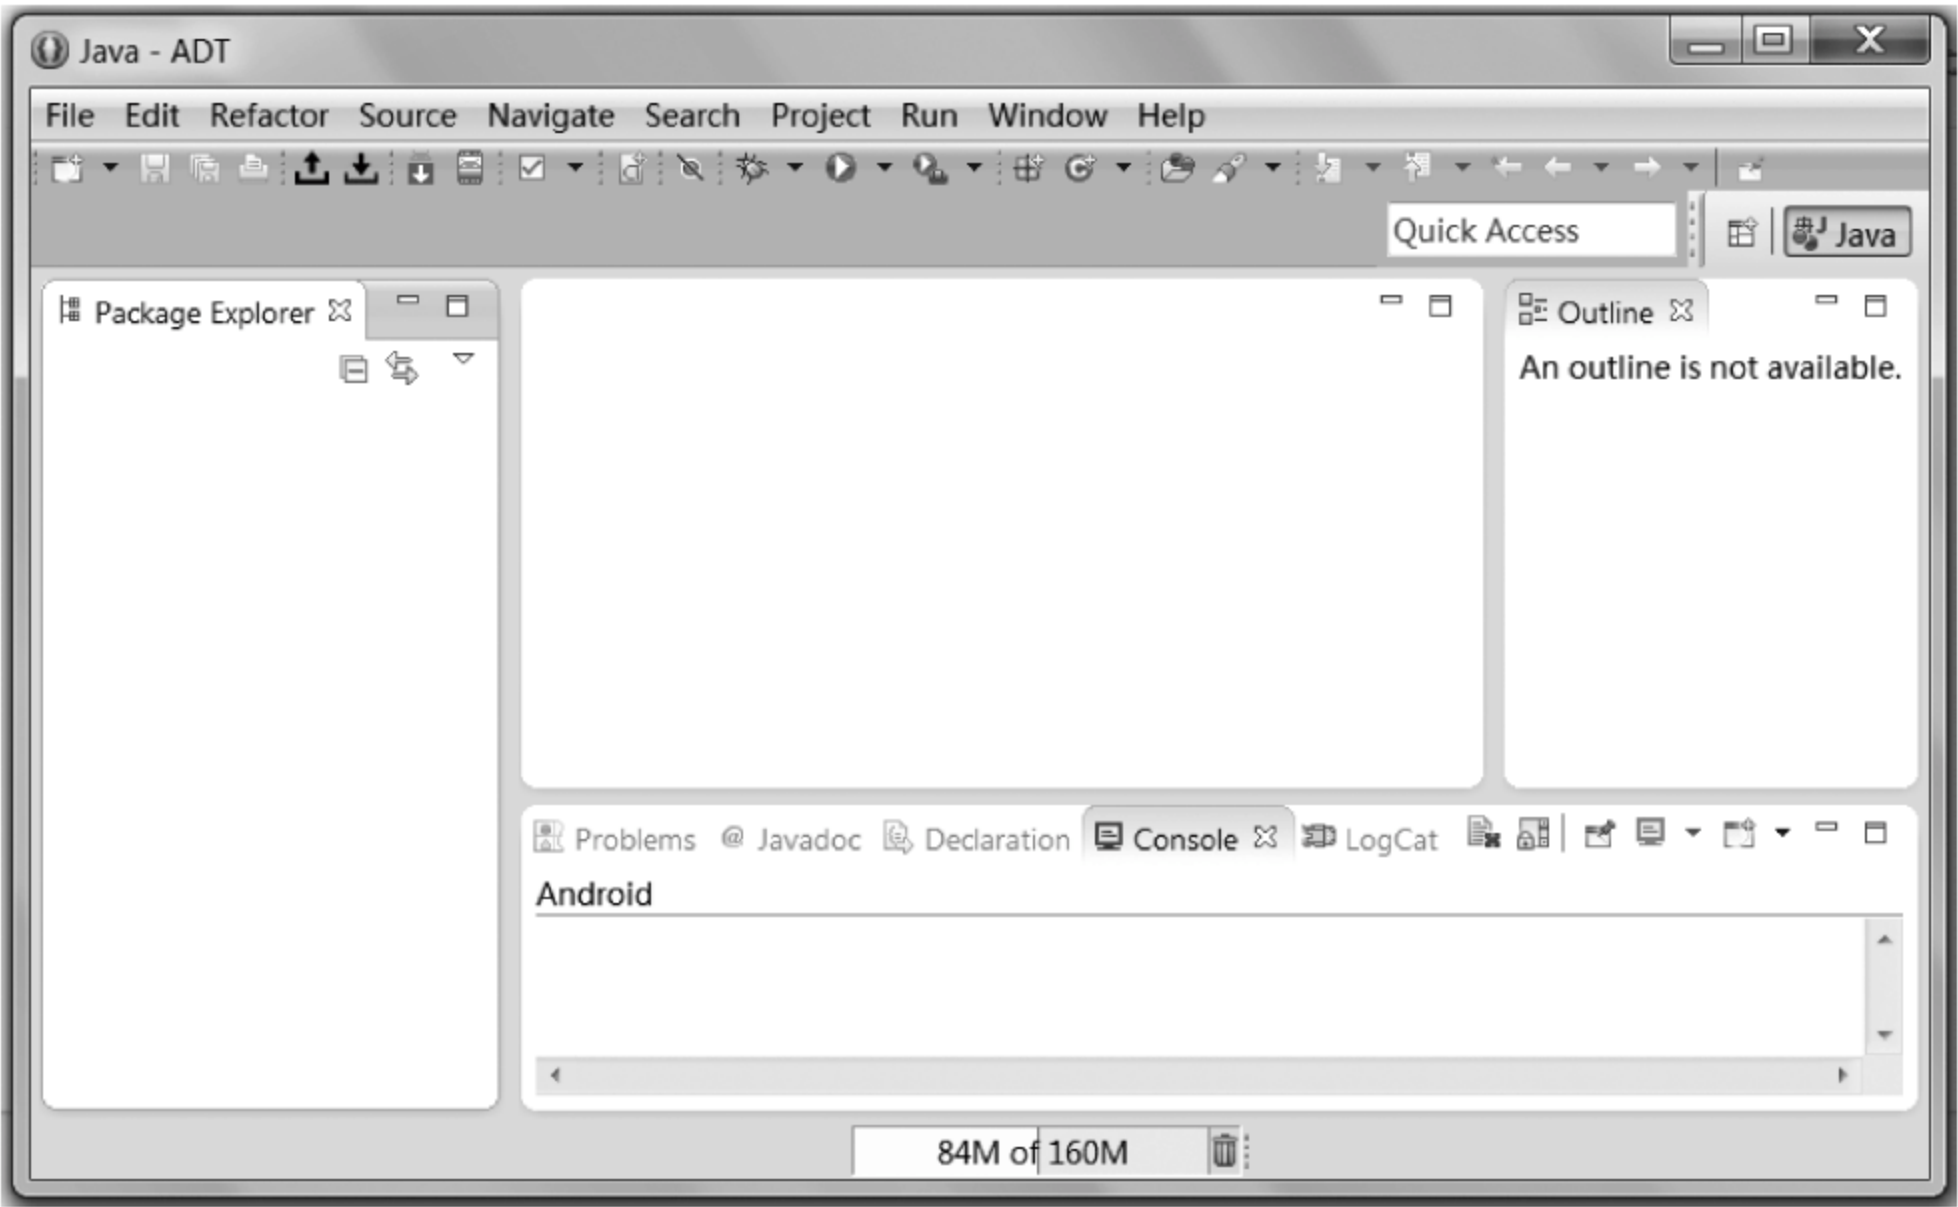 Java - ADT
File Edit Refactor Source Navigate Search Project Run Window Help
Quick Access
Java
Package Explorer
Outline
An outline is not available.
Problems @ Javadoc Declaration Console LogCat
Android
84M of 160M